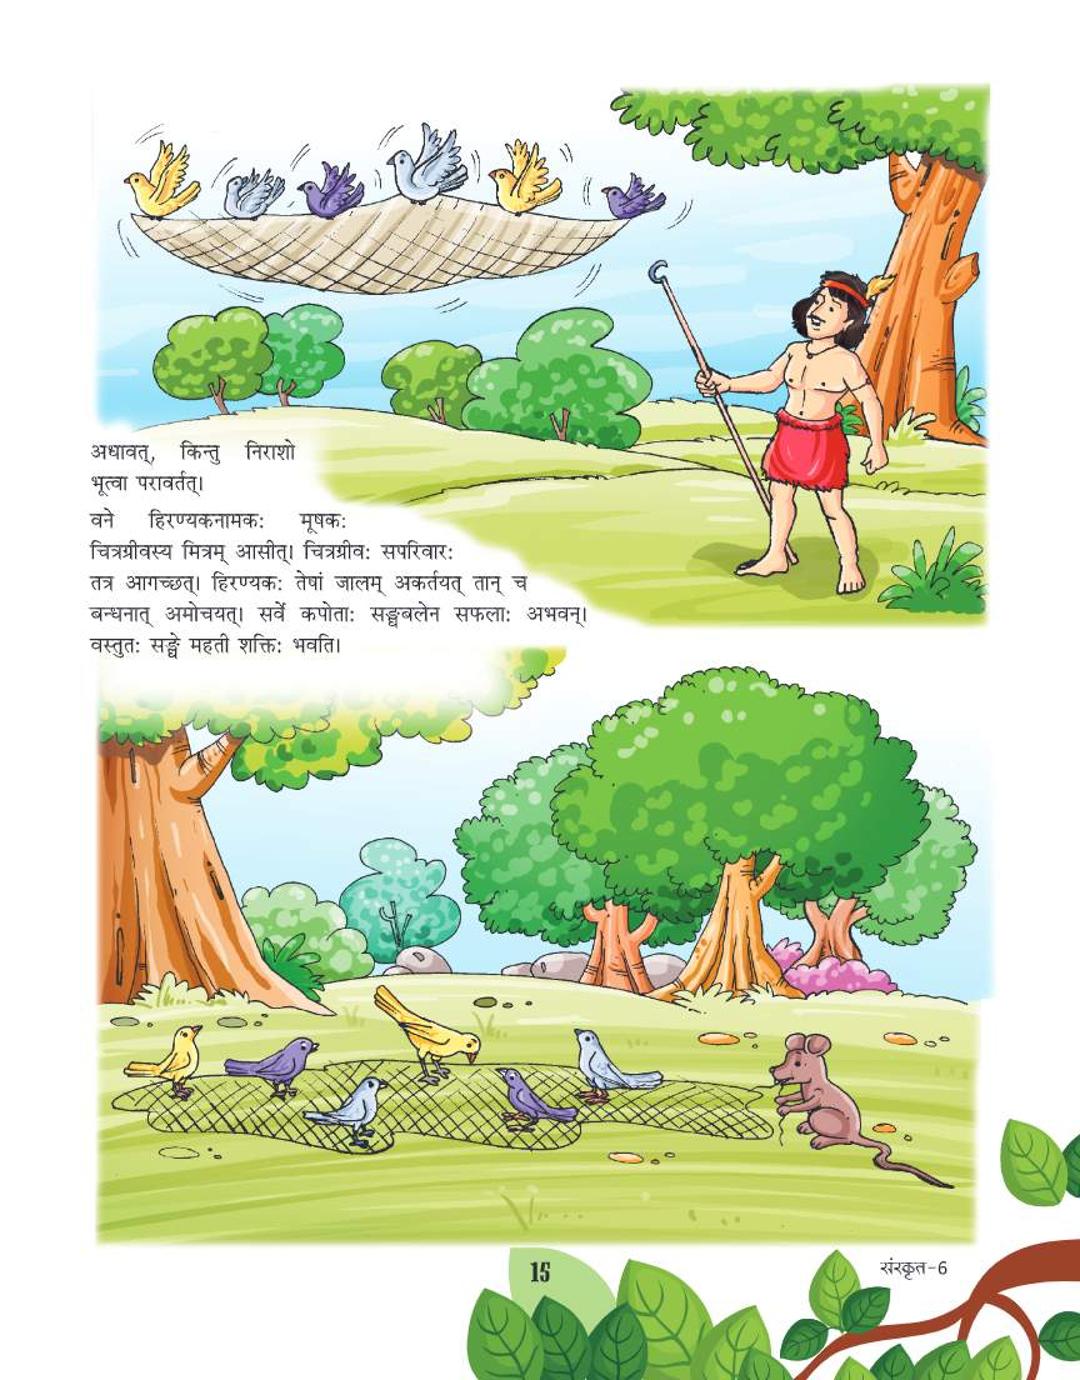 अधावत्, किन्तु निराशो
भूत्वा परावर्तत्।
वने हिरण्यकनामकः मूषकः
चित्रग्रीवस्य मित्रम् आसीत्। चित्रग्रीवः सपरिवारः
तत्र आगच्छत्। हिरण्यकः तेषां जालम् अकर्तयत् तान् च
बन्धनात् अमोचयत्। सर्वे कपोताः सङ्घबलेन सफलाः अभवन्।
वस्तुतः सङ्घे महती शक्तिः भवति।
15
संस्कृत-6